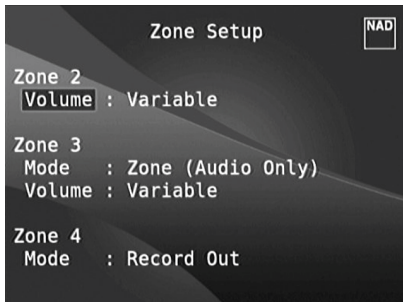 Zone Setup
NAD
Zone 2
Volume : Variable
Zone 3
Mode : Zone (Audio Only)
Volume : Variable
Zone 4
Mode : Record Out